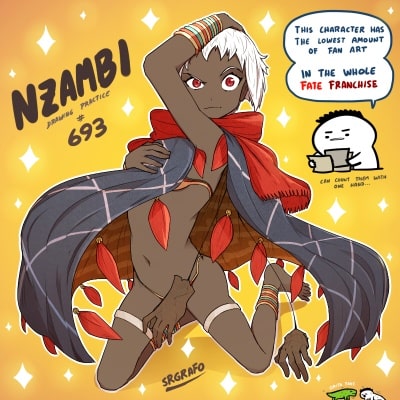 NZAMBI
DRAWING PRACTICE
#
693
THIS CHARACTER HAS
THE LOWEST AMOUNT
OF FAN ART
IN THE WHOLE
FATE FRANCHISE
CAN COUNT THEM WITH
ONE HAND...
SRGRAFO